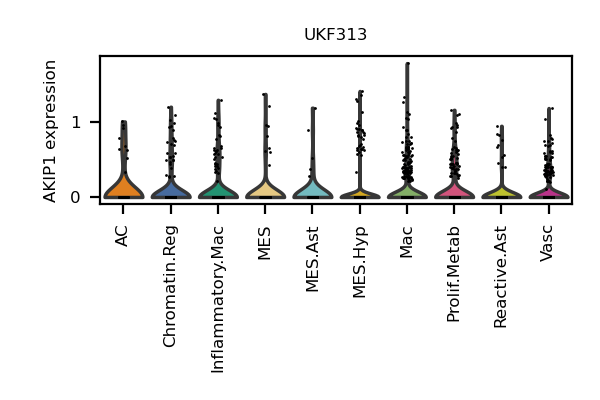 UKF313
AKIP1 expression
1
0
AC
Chromatin.Reg
Inflammatory.Mac
MES
MES.Ast
MES.Hyp
Mac
Prolif.Metab
Reactive.Ast
Vasc